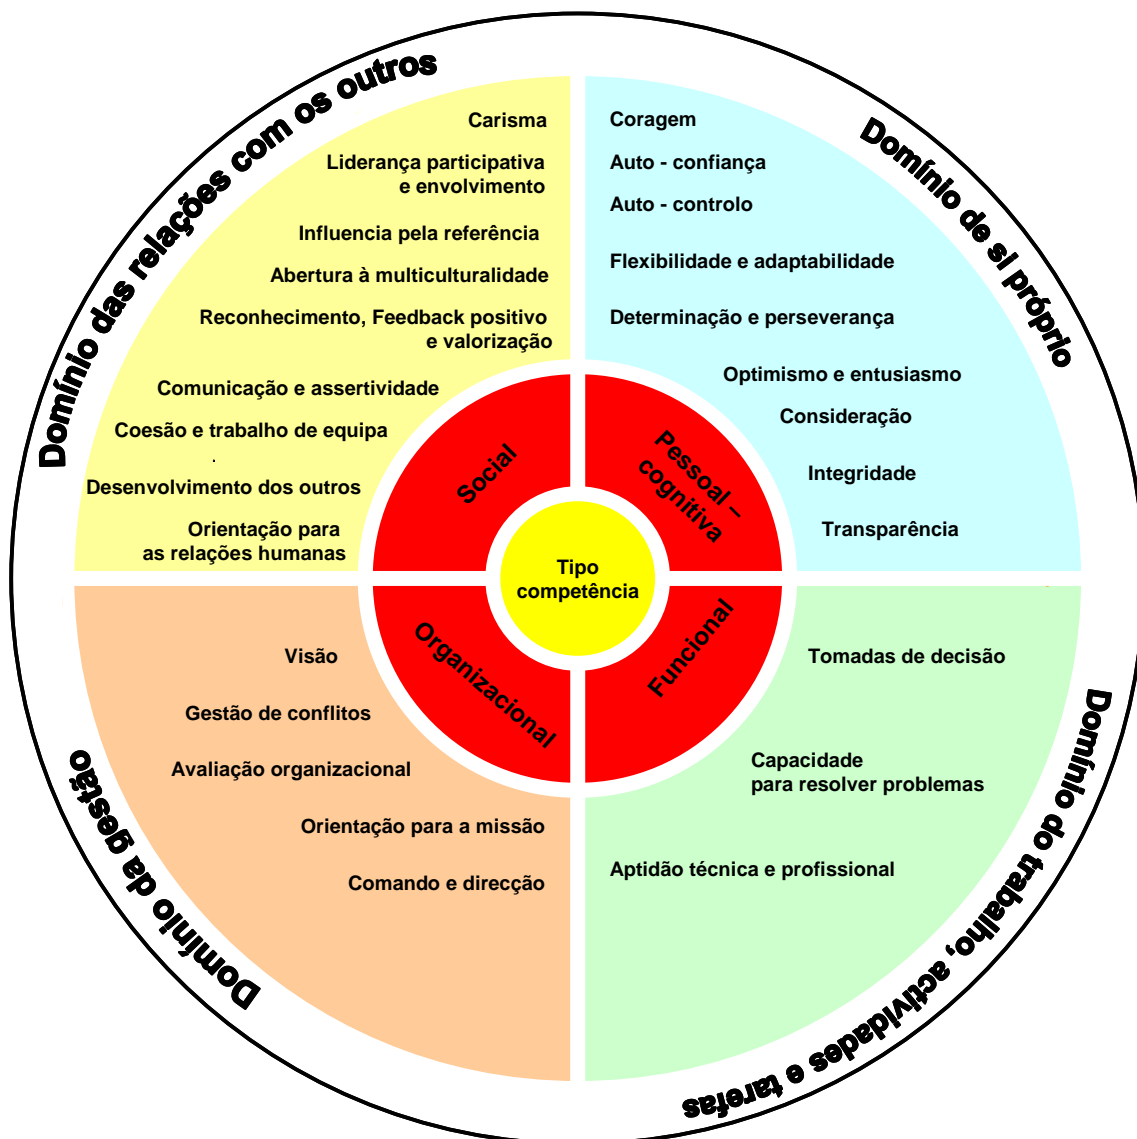 Domínio das relações com os outros
Carisma
Liderança participativa
e envolvimento
Influencia pela referência
Abertura à multiculturalidade
Reconhecimento, Feedback positivo
e valorização
Comunicação e assertividade
Coesão e trabalho de equipa
.
Desenvolvimento dos outros
Orientação para
as relações humanas
Domínio de si próprio
Coragem
Auto - confiança
Auto - controlo
Flexibilidade e adaptabilidade
Determinação e perseverança
Optimismo e entusiasmo
Consideração
Integridade
Transparência
Social
Pessoal –
cognitiva
Tipo
competência
Organizacional
Funcional
Domínio da gestão
Visão
Gestão de conflitos
Avaliação organizacional
Orientação para a missão
Comando e direcção
Domínio do trabalho, actividades e tarefas
Tomadas de decisão
Capacidade
para resolver problemas
Aptidão técnica e profissional